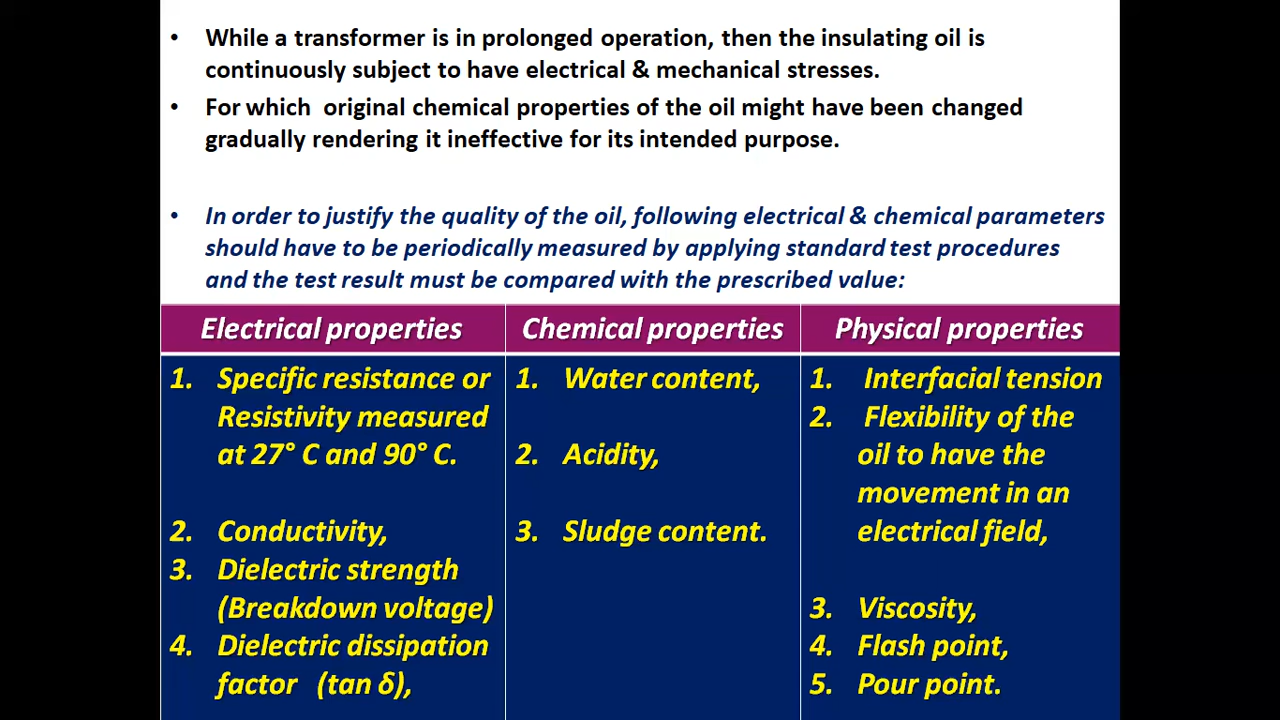 • While a transformer is in prolonged operation, then the insulating oil is
continuously subject to have electrical & mechanical stresses.
• For which original chemical properties of the oil might have been changed
gradually rendering it ineffective for its intended purpose.
• In order to justify the quality of the oil, following electrical & chemical parameters
should have to be periodically measured by applying standard test procedures
and the test result must be compared with the prescribed value:
Electrical properties
1. Specific resistance or
Resistivity measured
at 27° C and 90° C.
2. Conductivity,
3. Dielectric strength
(Breakdown voltage)
4. Dielectric dissipation
factor (tan δ),
Chemical properties
1. Water content,
2. Acidity,
3. Sludge content.
Physical properties
1. Interfacial tension
2. Flexibility of the
oil to have the
movement in an
electrical field,
3. Viscosity,
4. Flash point,
5. Pour point.